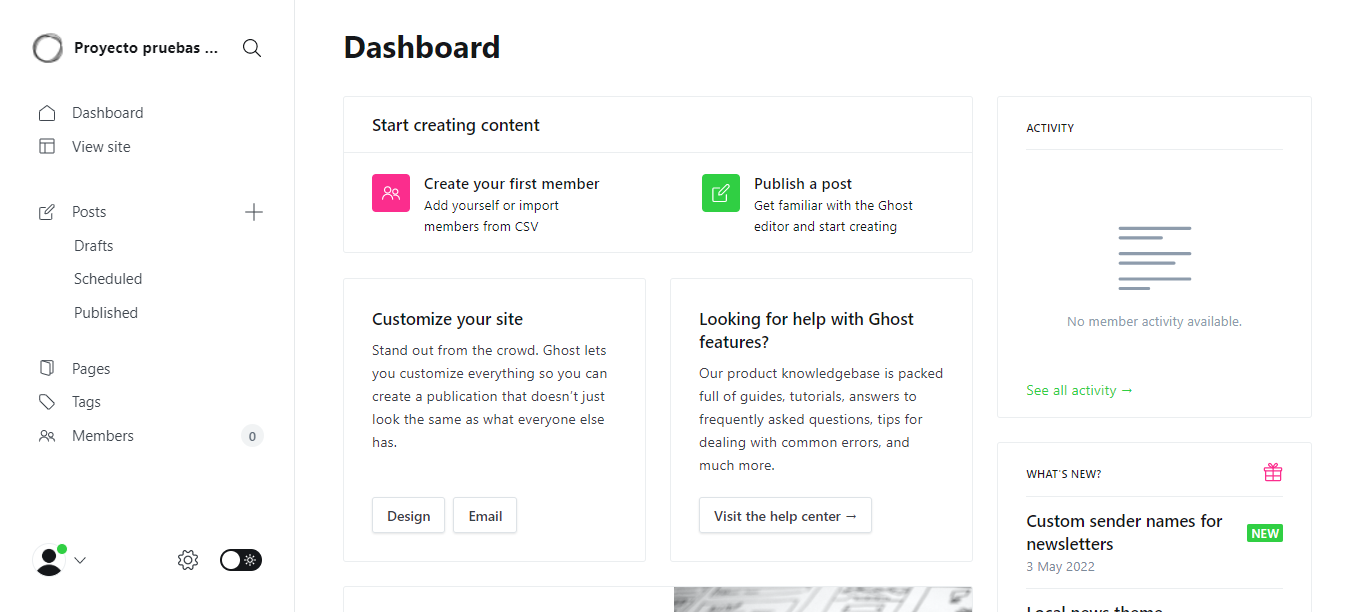 Proyecto pruebas ...
Dashboard
View site
Posts
Drafts
Scheduled
Published
Pages
Tags
Members
0
Dashboard
Start creating content
Create your first member
Add yourself or import
members from CSV
Publish a post
Get familiar with the Ghost
editor and start creating
Customize your site
Stand out from the crowd. Ghost lets
you customize everything so you can
create a publication that doesn’t just
look the same as what everyone else
has.
Design
Email
Looking for help with Ghost
features?
Our product knowledgebase is packed
full of guides, tutorials, answers to
frequently asked questions, tips for
dealing with common errors, and
much more.
Visit the help center →
ACTIVITY
No member activity available.
See all activity →
WHAT'S NEW?
Custom sender names for
newsletters
NEW
3 May 2022
Local news theme